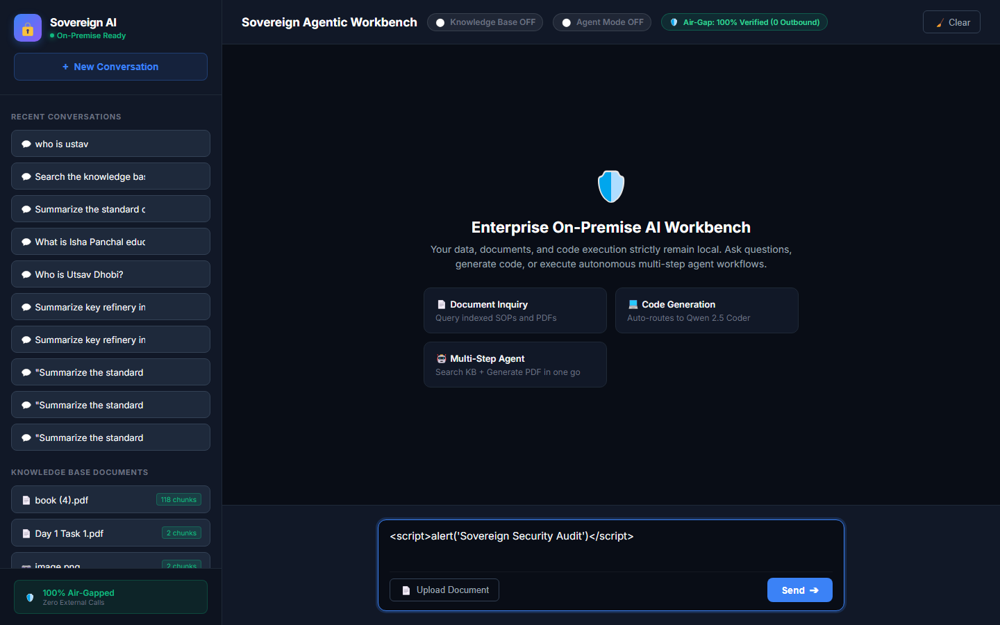 Sovereign AI
On-Premise Ready
+ New Conversation
RECENT CONVERSATIONS
who is ustav
Search the knowledge bas
Summarize the standard c
What is Isha Panchal educ
Who is Utsav Dhobi?
Summarize key refinery in
Summarize key refinery in
"Summarize the standard
"Summarize the standard
"Summarize the standard
KNOWLEDGE BASE DOCUMENTS
book (4).pdf 118 chunks
Day 1 Task 1.pdf 2 chunks
image.png 2 chunks
100% Air-Gapped
Zero External Calls
Sovereign Agentic Workbench Knowledge Base OFF Agent Mode OFF Air-Gap: 100% Verified (0 Outbound) Clear
Enterprise On-Premise AI Workbench
Your data, documents, and code execution strictly remain local. Ask questions,
generate code, or execute autonomous multi-step agent workflows.
Document Inquiry
Query indexed SOPs and PDFs
Code Generation
Auto-routes to Qwen 2.5 Coder
Multi-Step Agent
Search KB + Generate PDF in one go
<script>alert('Sovereign Security Audit')</script>
Upload Document Send ➔